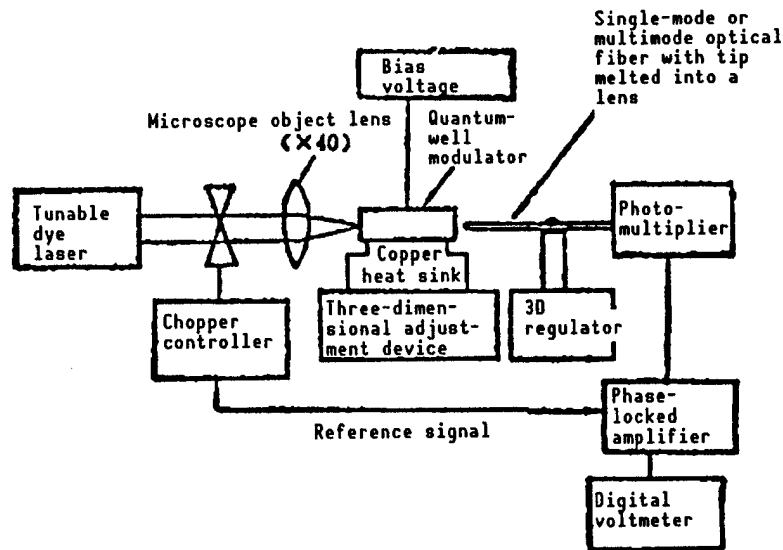 Single-mode or
multimode optical
fiber with tip
melted into a
lens
Bias
voltage
Microscope object lens
(×40)
Quantum-
well
modulator
Tunable
dye
laser
Photo-
multiplier
Copper
heat sink
Chopper
controller
Three-dimen-
sional adjust-
ment device
3D
regulator
Phase-
locked
amplifier
Reference signal
Digital
voltmeter